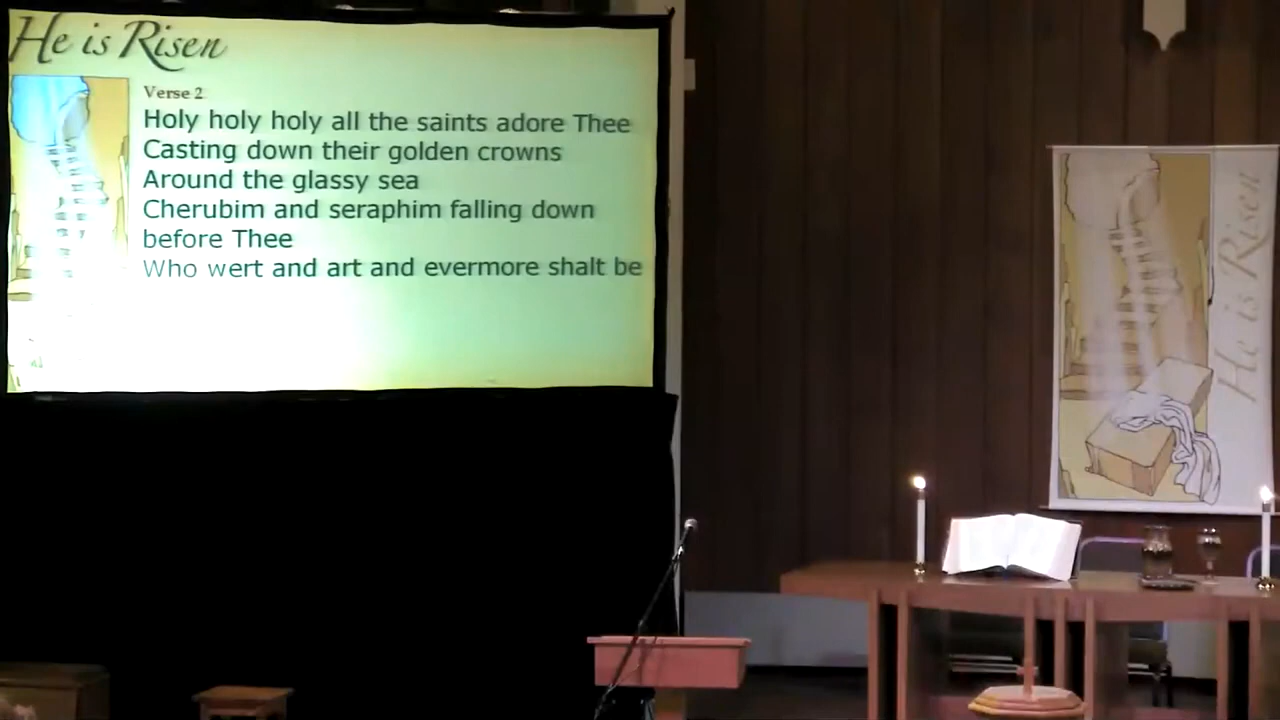 He is Risen
Verse 2
Holy holy holy all the saints adore Thee
Casting down their golden crowns
Around the glassy sea
Cherubim and seraphim falling down
before Thee
Who wert and art and evermore shalt be
He is Risen